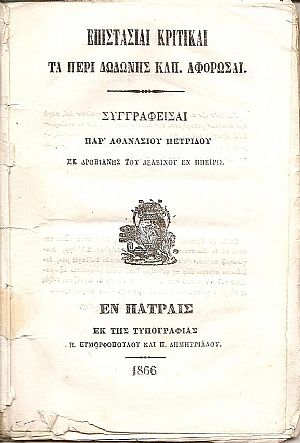 ΕΠΙΣΤΑΣΙΑΙ ΚΡΙΤΙΚΑΙ
ΤΑ ΠΕΡΙ ΔΩΔΩΝΗΣ ΚΛΠ. ΑΦΟΡΩΣΑΙ.
ΣΥΓΓΡΑΦΕΙΣΑΙ
ΠΑΡ' ΑΘΑΝΑΣΙΟΥ ΠΕΤΡΙΔΟΥ
ΕΚ ΔΡΟΒΙΑΝΗΣ ΤΟΥ ΔΕΛΒΙΝΟΥ ΕΝ ΗΠΕΙΡΩ.
ΕΝ ΠΑΤΡΑΙΣ
ΕΚ ΤΗΣ ΤΥΠΟΓΡΑΦΙΑΣ
Π. ΕΥΜΟΡΦΟΠΟΥΛΟΥ ΚΑΙ Π. ΔΗΜΗΤΡΙΑΔΟΥ.
1866